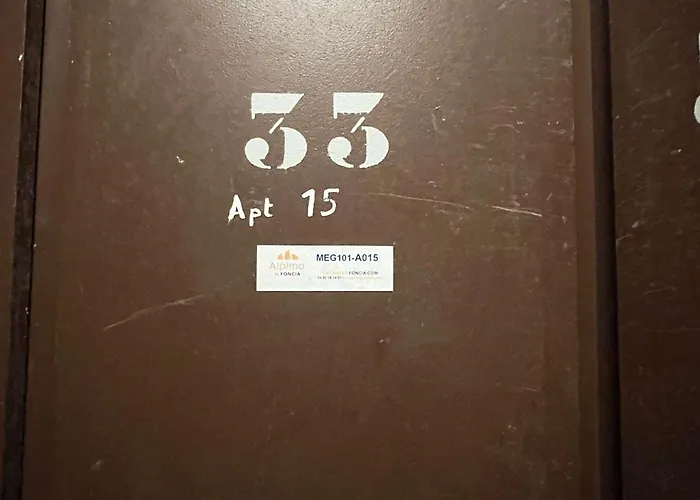 33
Apt 15
Alpimo
by FONCIA
MEG101-A015
FONCIA.COM